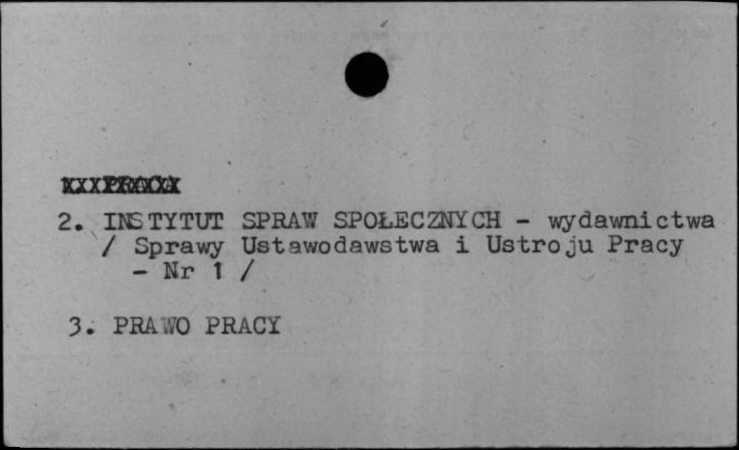 2. INSTYTUT SPRAW SPOŁECZNYCH - wydawnictwa
/ Sprawy Ustawodawstwa i Ustroju Pracy
- Nr 1 /
3. PRAWO PRACY